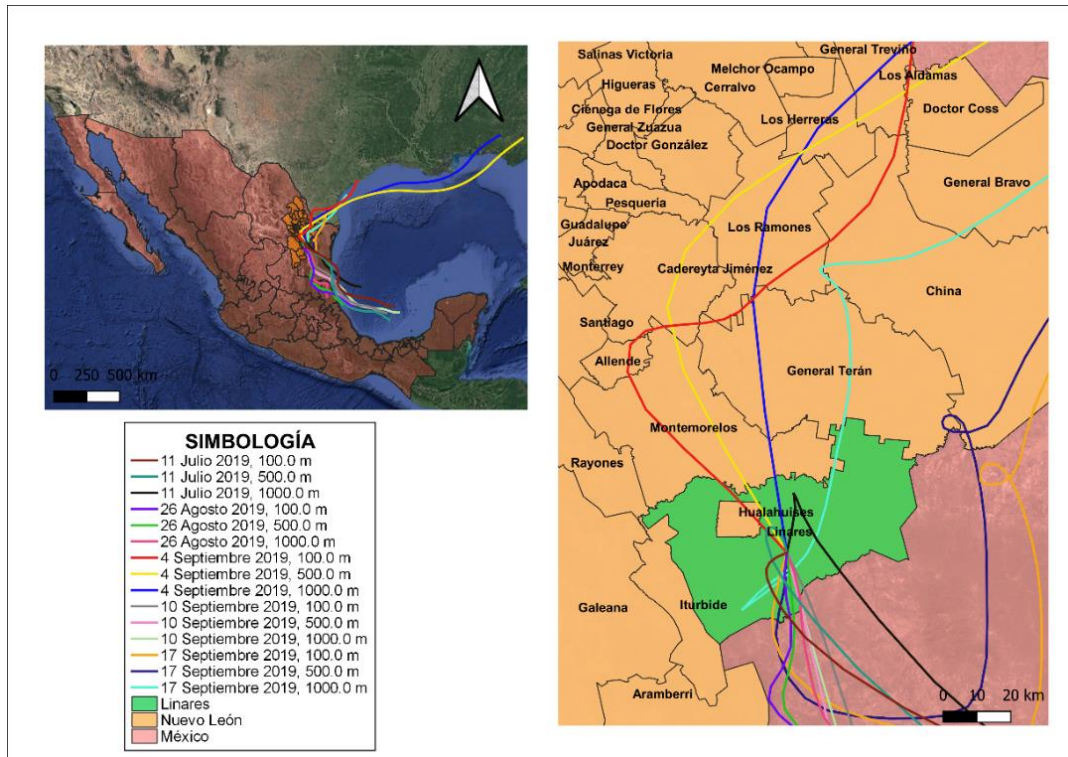 0 250 500 km
SIMBOLOGÍA
11 Julio 2019, 100.0 m
11 Julio 2019, 500.0 m
11 Julio 2019, 1000.0 m
26 Agosto 2019, 100.0 m
26 Agosto 2019, 500.0 m
26 Agosto 2019, 1000.0 m
4 Septiembre 2019, 100.0 m
4 Septiembre 2019, 500.0 m
4 Septiembre 2019, 1000.0 m
10 Septiembre 2019, 100.0 m
10 Septiembre 2019, 500.0 m
10 Septiembre 2019, 1000.0 m
17 Septiembre 2019, 100.0 m
17 Septiembre 2019, 500.0 m
17 Septiembre 2019, 1000.0 m
Linares
Nuevo León
México
General Treviño
Salinas Victoria
Melchor Ocampo
Los Aldamas
Higueras
Cerralvo
Ciénega de Flores
Doctor Coss
General Zuazua
Los Herreras
Doctor González
Apodaca
General Bravo
Pesquería
Guadalupe
Los Ramones
Juárez
Monterrey
Cadereyta Jiménez
China
Santiago
Allende
General Terán
Montemorelos
Rayones
Hualahuises
Linares
Galeana
Iturbide
Aramberri
0 10 20 km